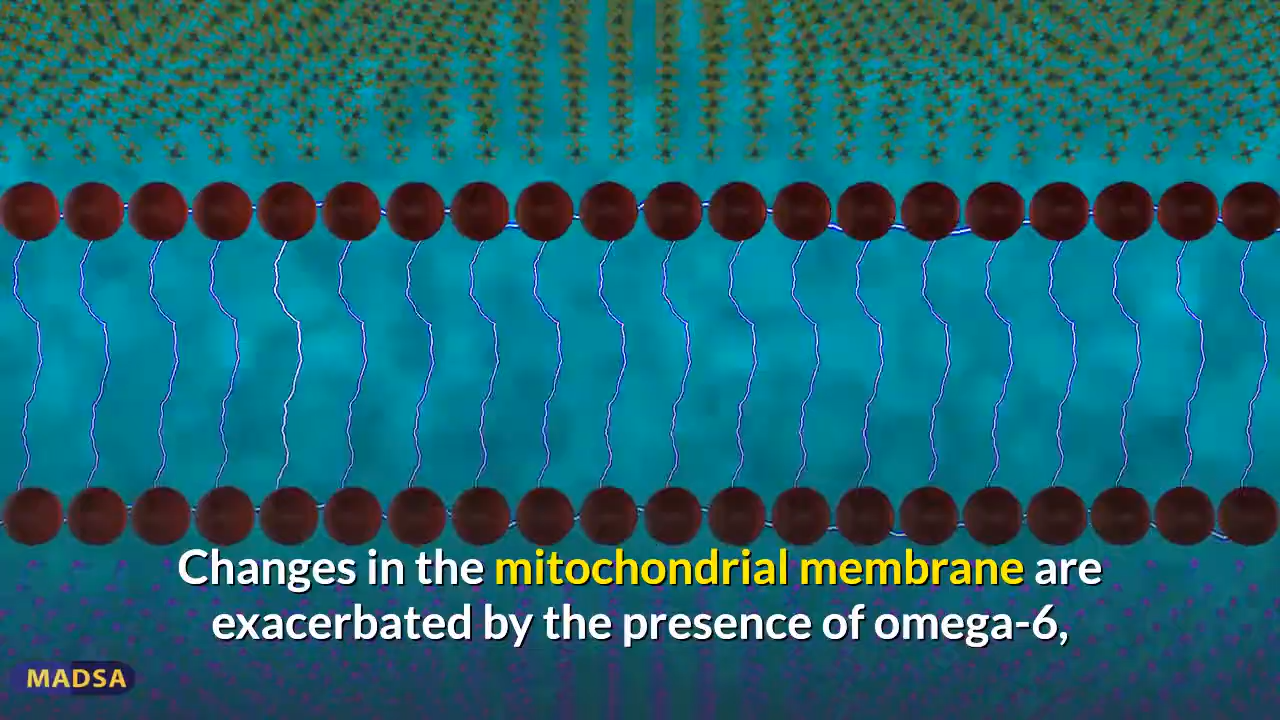 Changes in the mitochondrial membrane are
exacerbated by the presence of omega-6,
MADSA